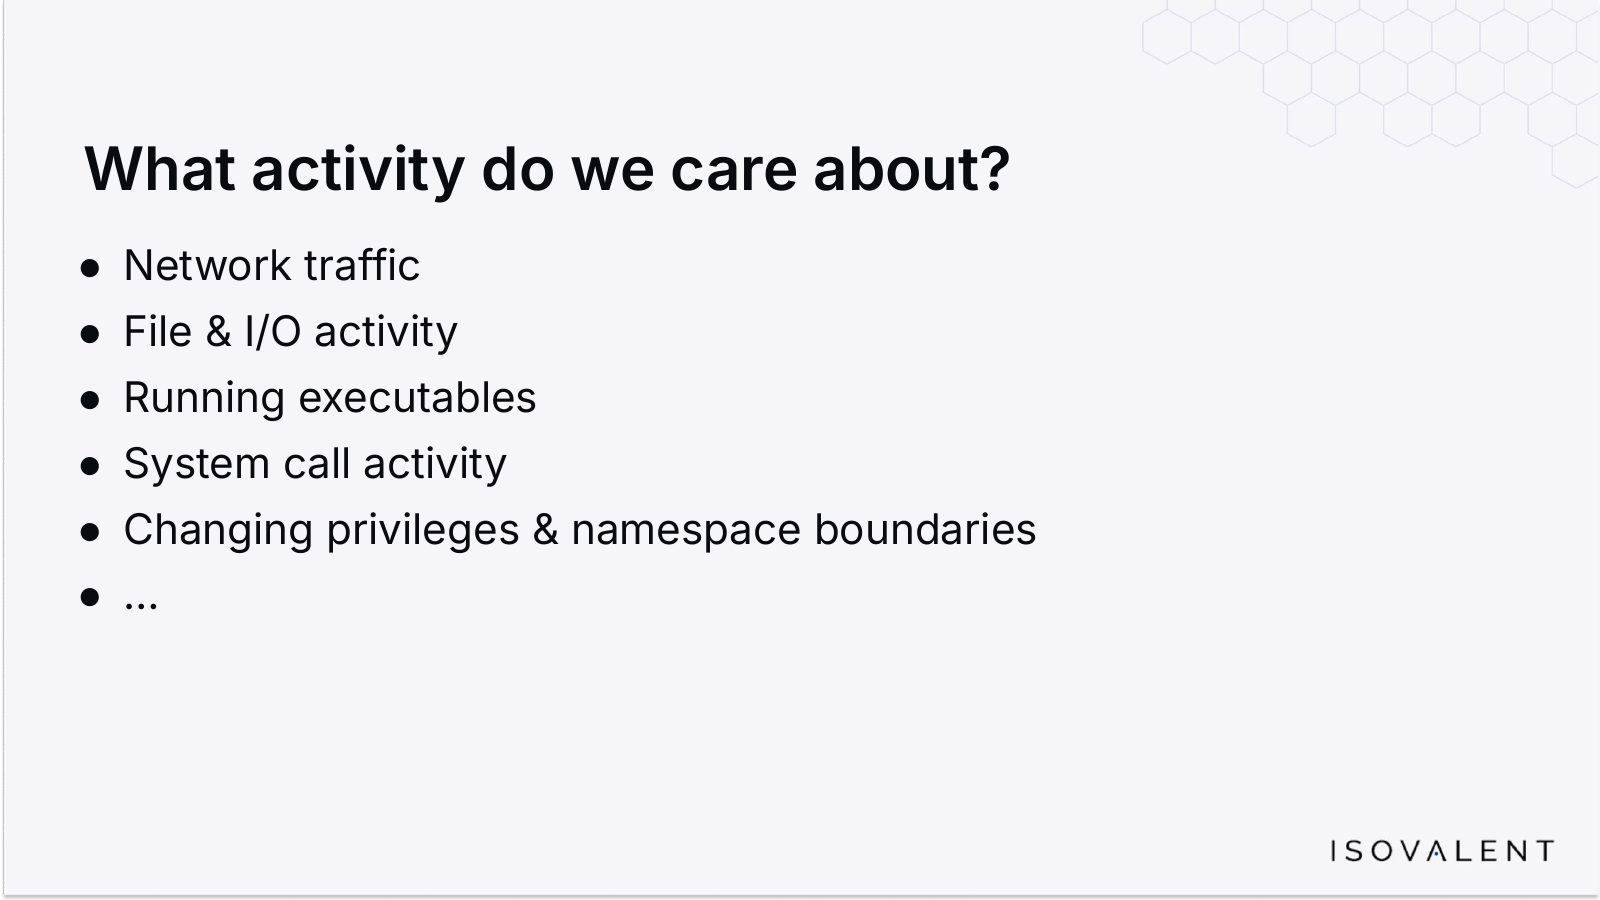 What activity do we care about?
● Network traffic
● File & I/O activity
● Running executables
● System call activity
● Changing privileges & namespace boundaries
● ...
ISOVALENT